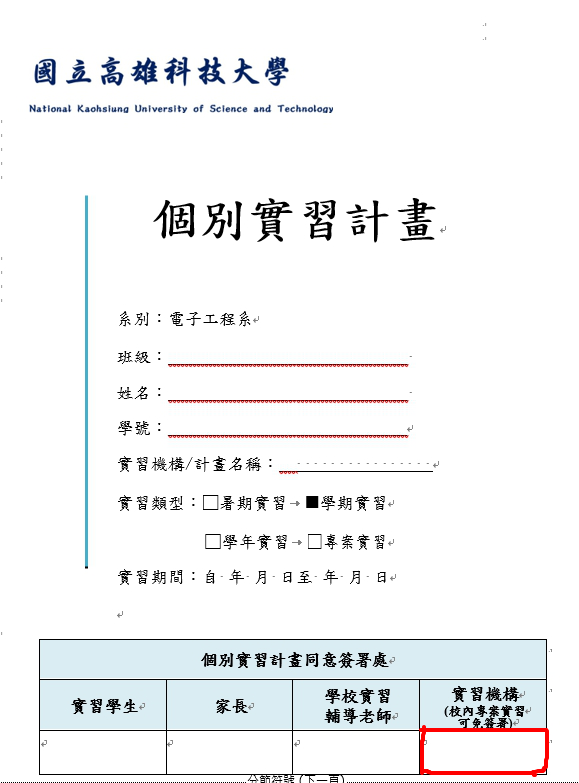 國立高雄科技大學
National Kaohsiung University of Science and Technology
個別實習計畫
系別：電子工程系
班級：
姓名：
學號：
實習機構/計畫名稱：
實習類型：□暑期實習 ■學期實習
□學年實習 □專案實習
實習期間：自 年 月 日至 年 月 日
個別實習計畫同意簽署處
實習學生
家長
學校實習
輔導老師
實習機構
(校內專案實習
可免簽署)
分節符號 (下一頁)